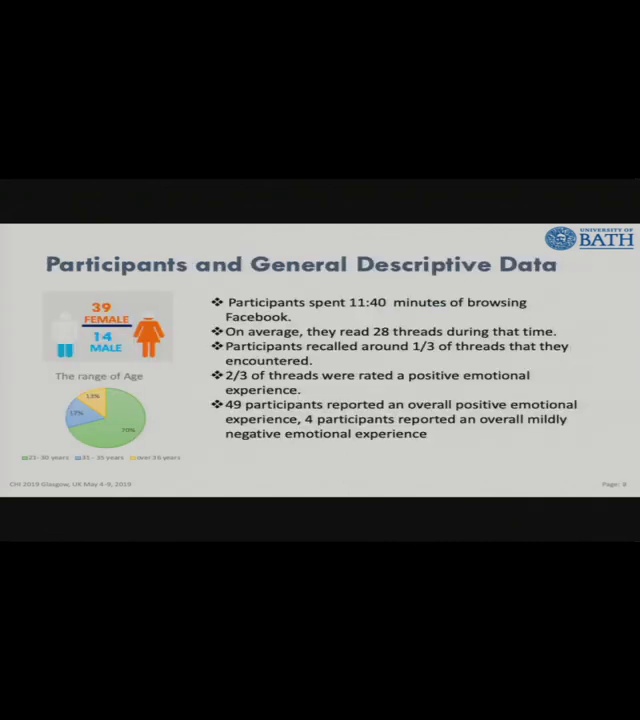 UNIVERSITY OF
BATH
Participants and General Descriptive Data
39
FEMALE
14
MALE
The range of Age
13%
17%
70%
21- 30 years
31 - 35 years
over 36 years
❖ Participants spent 11:40 minutes of browsing
Facebook.
❖ On average, they read 28 threads during that time.
❖ Participants recalled around 1/3 of threads that they
encountered.
❖ 2/3 of threads were rated a positive emotional
experience.
❖ 49 participants reported an overall positive emotional
experience, 4 participants reported an overall mildly
negative emotional experience
CHI 2019 Glasgow, UK May 4-9, 2019
Page: 8